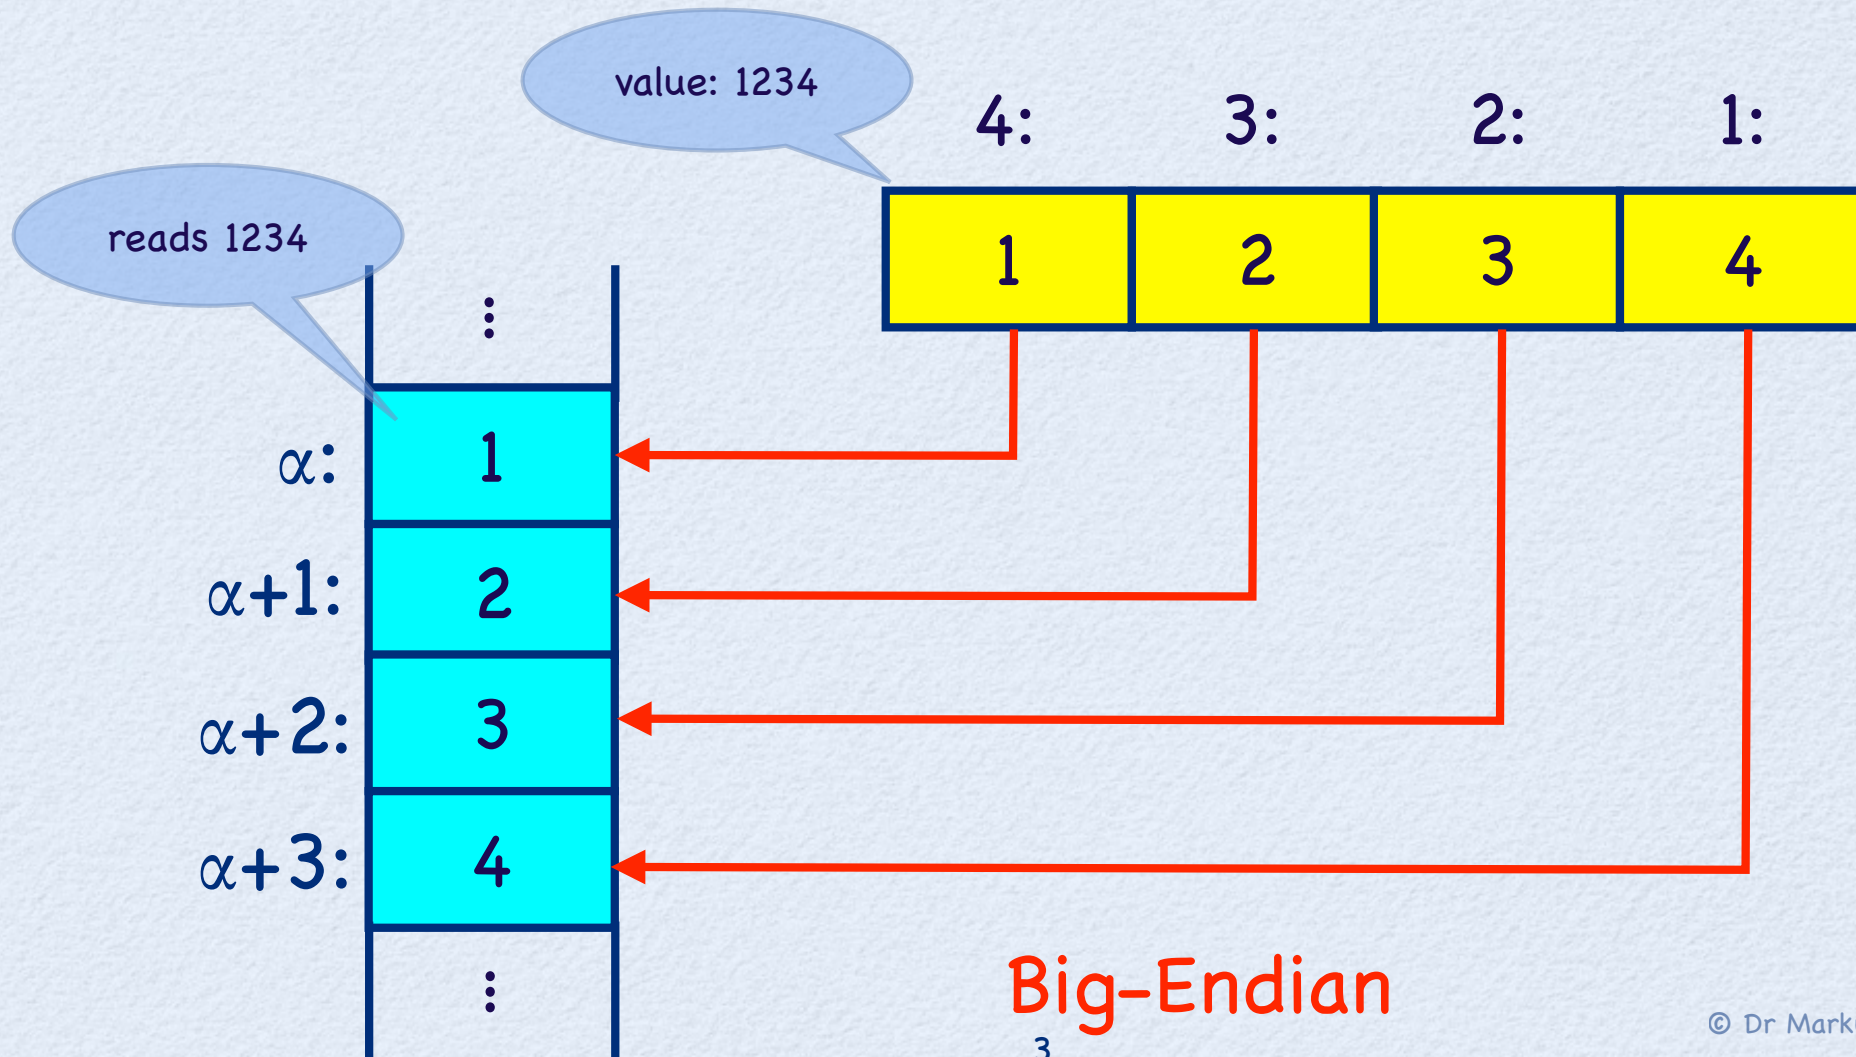 value: 1234
4: 3: 2: 1:
1 2 3 4
reads 1234
⋮
α: 1
α+1: 2
α+2: 3
α+3: 4
⋮
Big-Endian
© Dr
3